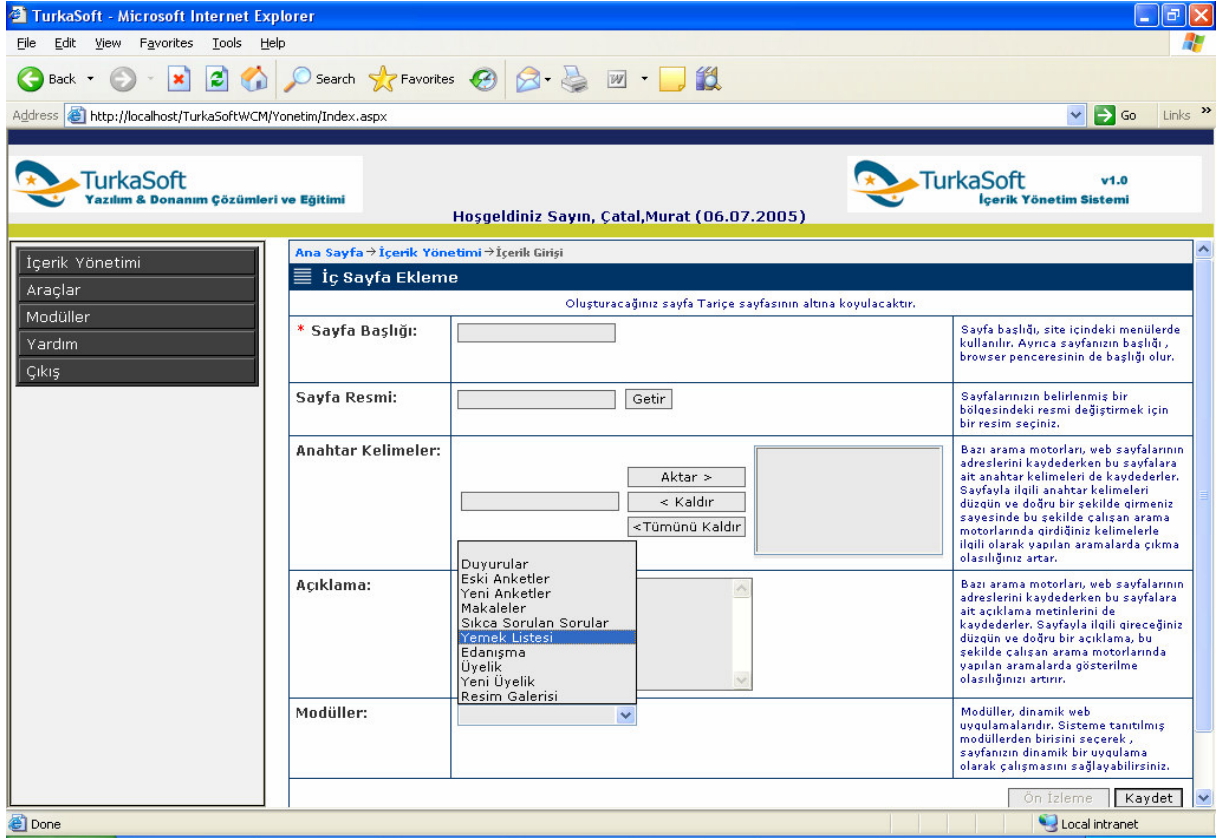 TurkaSoft - Microsoft Internet Explorer
File Edit View Favorites Tools Help
Back Search Favorites
Address http://localhost/TurkaSoftWCM/Yonetim/Index.aspx Go Links »
TurkaSoft
Yazılım & Donanım Çözümleri ve Eğitimi
Hoşgeldiniz Sayın, Çatal,Murat (06.07.2005)
TurkaSoft v1.0
İçerik Yönetim Sistemi
İçerik Yönetimi
Araçlar
Modüller
Yardım
Çıkış
Ana Sayfa→İçerik Yönetimi→İçerik Girişi
İç Sayfa Ekleme
Oluşturacağınız sayfa Tariçe sayfasının altına koyulacaktır.
* Sayfa Başlığı:
Sayfa başlığı, site içindeki menülerde
kullanılır. Ayrıca sayfanızın başlığı ,
browser penceresinin de başlığı olur.
Sayfa Resmi:
Getir
Sayfalarınızın belirlenmiş bir
bölgesindeki resmi değiştirmek için
bir resim seçiniz.
Anahtar Kelimeler:
Aktar >
< Kaldır
<Tümünü Kaldır
Bazı arama motorları, web sayfalarının
adreslerini kaydederken bu sayfalara
ait anahtar kelimeleri de kaydederler.
Sayfayla ilgili anahtar kelimeleri
düzgün ve doğru bir şekilde girmeniz
sayesinde bu şekilde çalışan arama
motorlarında girdiğiniz kelimelerle
ilgili olarak yapılan aramalarda çıkma
olasılığınız artar.
Açıklama:
Duyurular
Eski Anketler
Yeni Anketler
Makaleler
Sıkca Sorulan Sorular
Yemek Listesi
Edanışma
Üyelik
Yeni Üyelik
Resim Galerisi
Bazı arama motorları, web sayfalarının
adreslerini kaydederken bu sayfalara
ait açıklama metinlerini de
kaydederler. Sayfayla ilgili gireceğiniz
düzgün ve doğru bir açıklama, bu
şekilde çalışan arama motorlarında
yapılan aramalarda gösterilme
olasılığınızı artırır.
Modüller:
Modüller, dinamik web
uygulamalarıdır. Sisteme tanıtılmış
modüllerden birisini seçerek ,
sayfanızın dinamik bir uygulama
olarak çalışmasını sağlayabilirsiniz.
Ön İzleme Kaydet
Done Local intranet